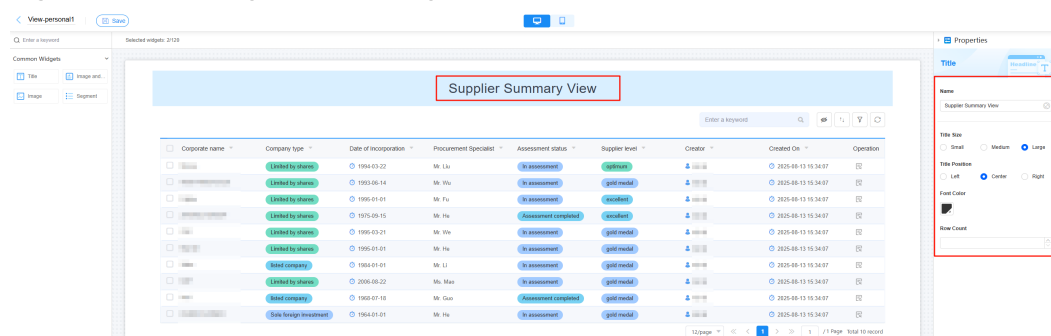 View-personal1
Save
Enter a keyword
Selected widgets: 2/120
Properties
Common Widgets
Title
Image and
Image
Segment
Supplier Summary View
Enter a keyword
Corporate name Company type Date of incorporation Procurement Specialist Assessment status Supplier level Creator Created On Operation
Limited by shares 1994-03-22 Mr. Liu In assessment optimum 2025-08-13 15:34:07
Limited by shares 1993-06-14 Mr. Wu In assessment gold medal 2025-08-13 15:34:07
Limited by shares 1995-01-01 Mr. Fu In assessment excellent 2025-08-13 15:34:07
Limited by shares 1975-09-15 Mr. He Assessment completed excellent 2025-08-13 15:34:07
Limited by shares 1995-03-21 Mr. We In assessment gold medal 2025-08-13 15:34:07
Limited by shares 1995-01-01 Mr. He In assessment gold medal 2025-08-13 15:34:07
listed company 1984-01-01 Mr. LI In assessment gold medal 2025-08-13 15:34:07
Limited by shares 2006-08-22 Ms. Mao In assessment gold medal 2025-08-13 15:34:07
listed company 1968-07-18 Mr. Guo Assessment completed gold medal 2025-08-13 15:34:07
Sole foreign investment 1964-01-01 Mr. He In assessment gold medal 2025-08-13 15:34:07
12/page 1 1 / 1 Page Total 10 record
Title
Headline
T
Name
Supplier Summary View
Title Size
Small Medium Large
Title Position
Left Center Right
Font Color
Row Count